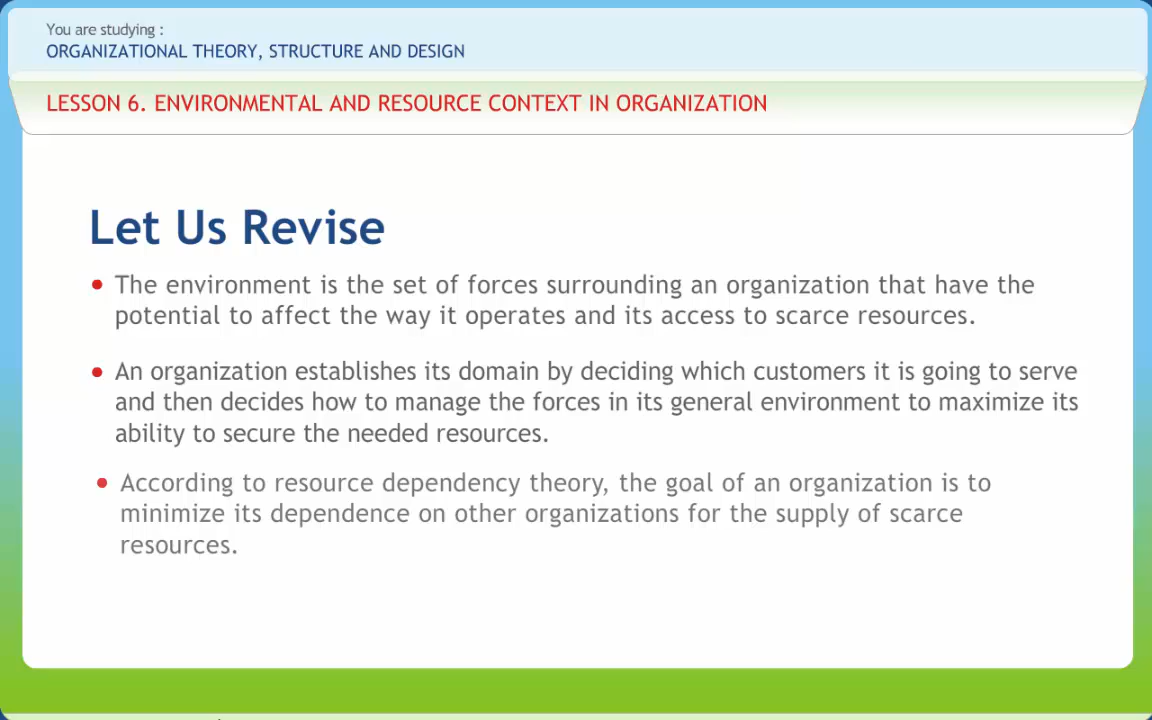 You are studying :
ORGANIZATIONAL THEORY, STRUCTURE AND DESIGN
LESSON 6. ENVIRONMENTAL AND RESOURCE CONTEXT IN ORGANIZATION
Let Us Revise
• The environment is the set of forces surrounding an organization that have the
potential to affect the way it operates and its access to scarce resources.
• An organization establishes its domain by deciding which customers it is going to serve
and then decides how to manage the forces in its general environment to maximize its
ability to secure the needed resources.
• According to resource dependency theory, the goal of an organization is to
minimize its dependence on other organizations for the supply of scarce
resources.